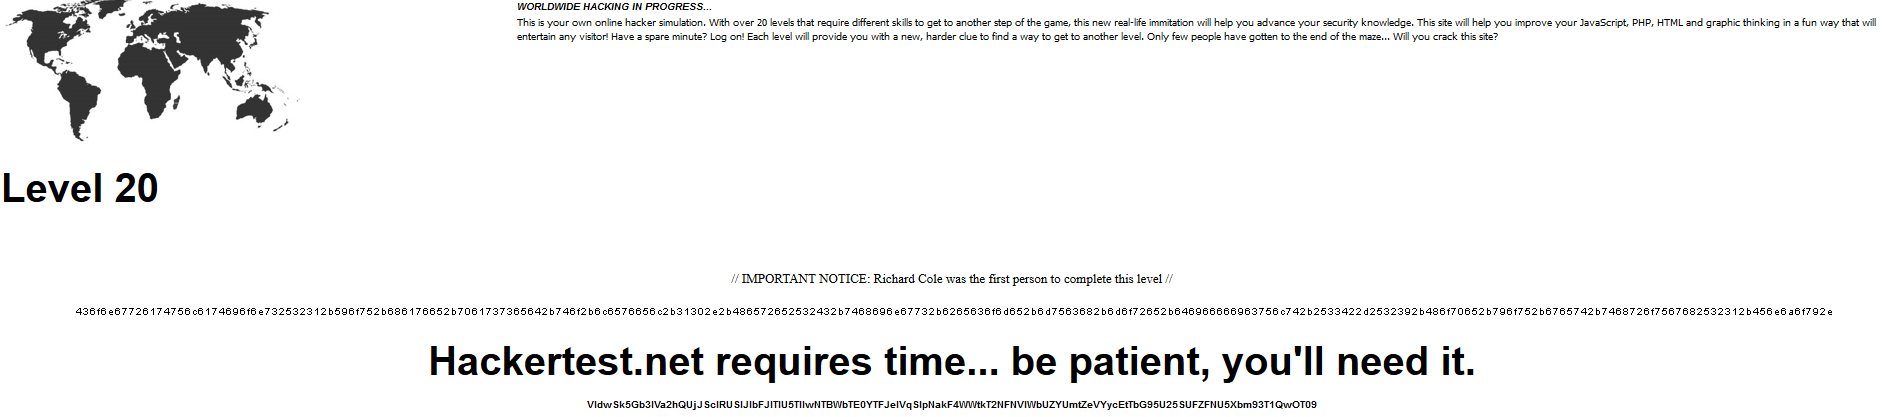 WORLDWIDE HACKING IN PROGRESS...
This is your own online hacker simulation. With over 20 levels that require different skills to get to another step of the game, this new real-life immitation will help you advance your security knowledge. This site will help you improve your JavaScript, PHP, HTML and graphic thinking in a fun way that will
entertain any visitor! Have a spare minute? Log on! Each level will provide you with a new, harder clue to find a way to get to another level. Only few people have gotten to the end of the maze... Will you crack this site?
Level 20
// IMPORTANT NOTICE: Richard Cole was the first person to complete this level //
436f6e67726174756c6174696f6e732532312b596f752b686176652b7061737365642b746f2b6c6576656c2b31302e2b486572652532432b7468696e67732b6265636f6d652b6d7563682b6d6f72652b646966666963756c742b2533422d2532392b486f70652b796f752b6765742b7468726f7567682532312b456e6a6f792e
Hackertest.net requires time... be patient, you'll need it.